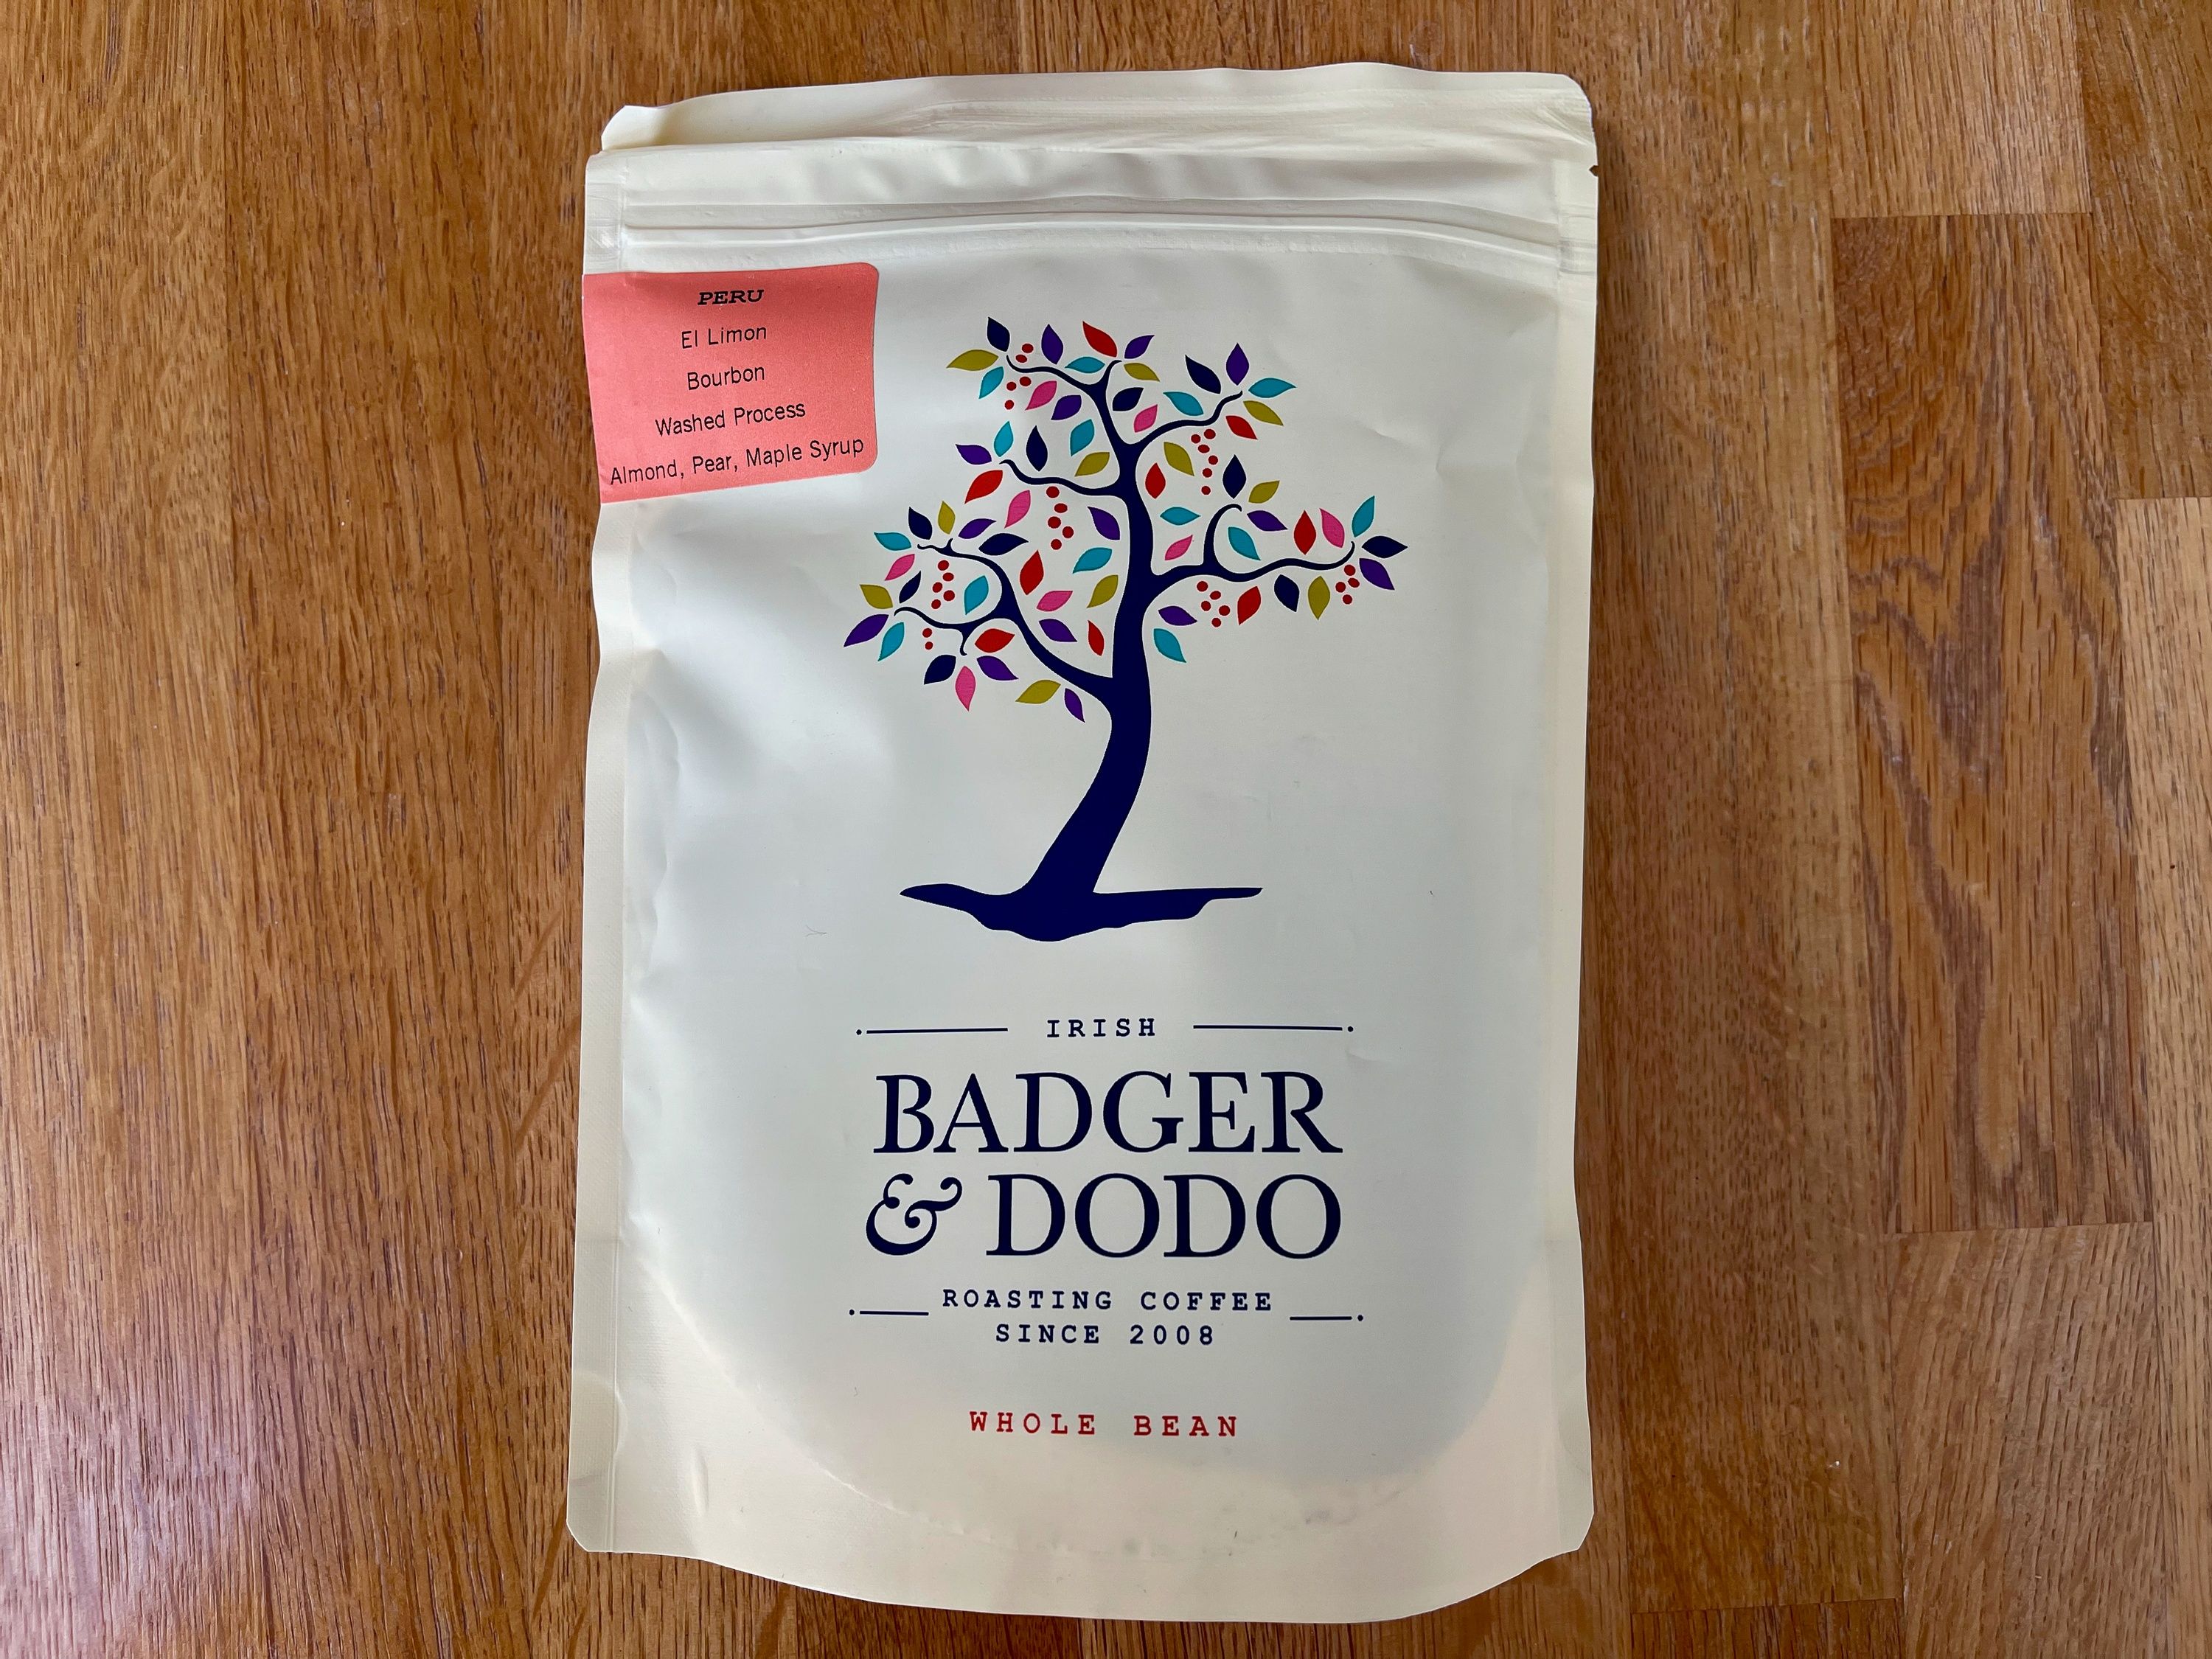 PERU
El Limon
Bourbon
Washed Process
Almond, Pear, Maple Syrup
IRISH
BADGER
& DODO
ROASTING COFFEE
SINCE 2008
WHOLE BEAN